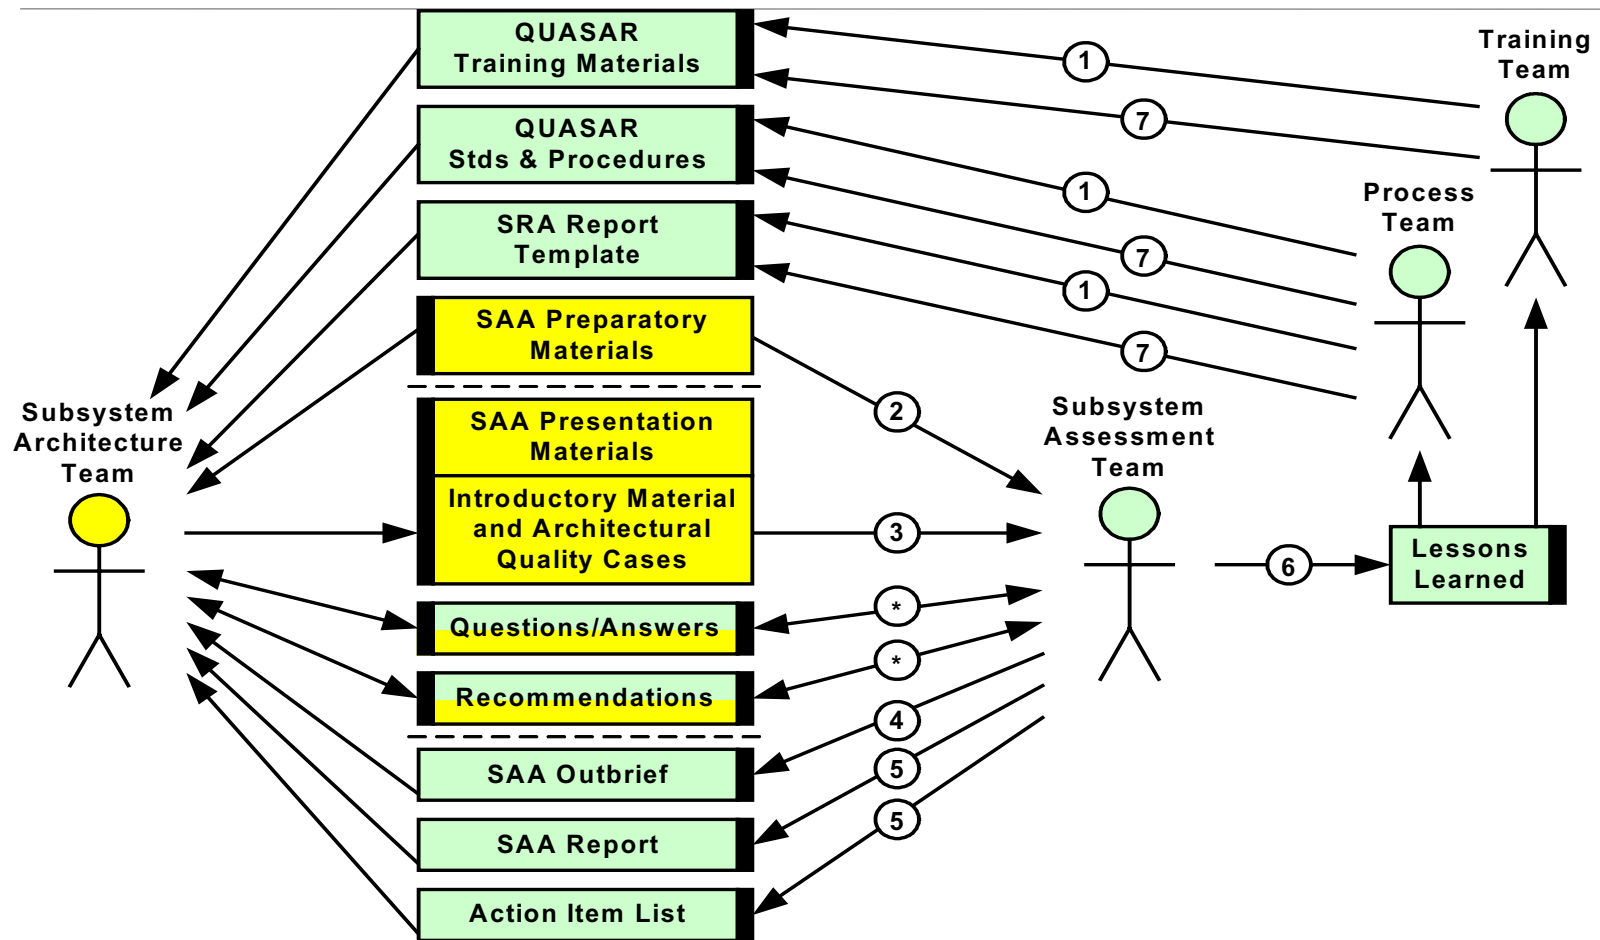 QUASAR
Training Materials
1
7
Training
Team
QUASAR
Stds & Procedures
1
7
Process
Team
SRA Report
Template
1
7
SAA Preparatory
Materials
2
Subsystem
Architecture
Team
SAA Presentation
Materials
Introductory Material
and Architectural
Quality Cases
3
Subsystem
Assessment
Team
6
Lessons
Learned
Questions/Answers
*
Recommendations
*
SAA Outbrief
4
SAA Report
5
Action Item List
5